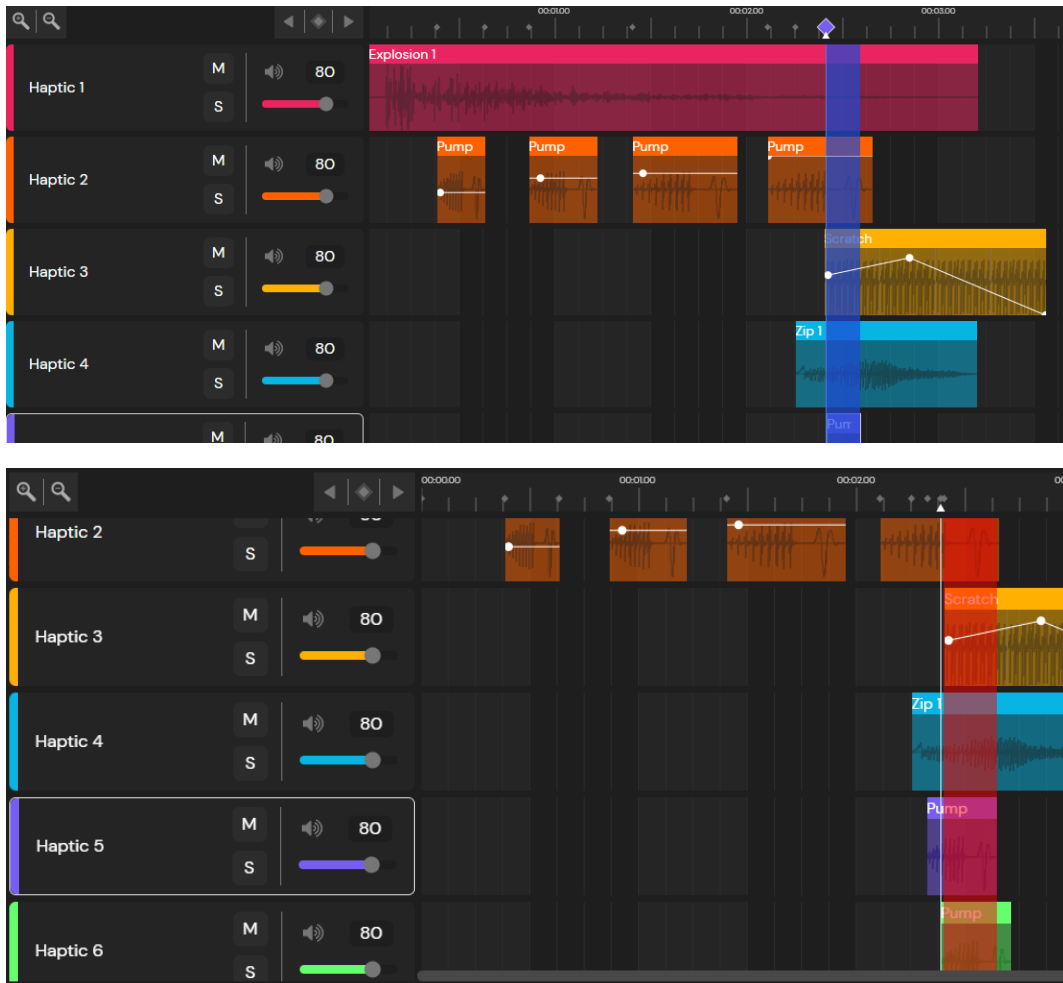 00:01.00 00:02.00 00:03.00
Explosion 1
Haptic 1 M 80
S
Pump Pump Pump Pump
Haptic 2 M 80
S
Scratch
Haptic 3 M 80
S
Zip 1
Haptic 4 M 80
S
Purr
M 80
00:00.00 00:01.00 00:02.00
Haptic 2
S
Scratch
Haptic 3 M 80
S
Zip 1
Haptic 4 M 80
S
Pump
Haptic 5 M 80
S
Pump
Haptic 6 M 80
S